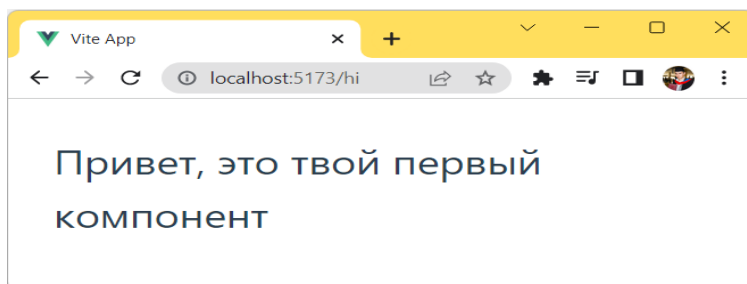 Vite App
localhost:5173/hi
Привет, это твой первый
компонент